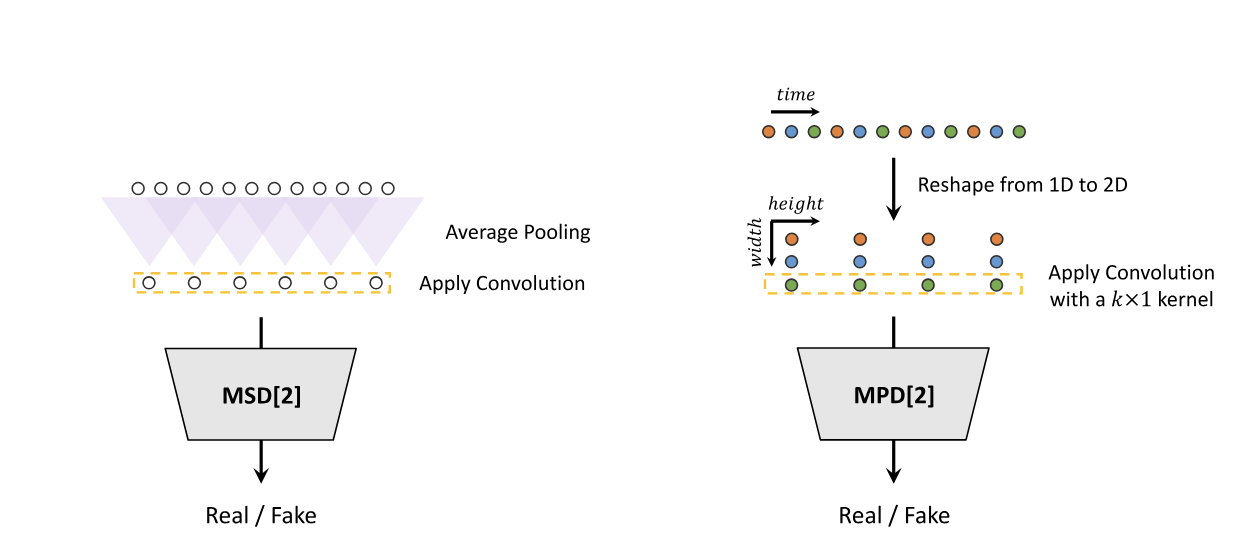 Average Pooling
Apply Convolution
MSD[2]
Real / Fake
time
Reshape from 1D to 2D
height
width
Apply Convolution
with a k×1 kernel
MPD[2]
Real / Fake